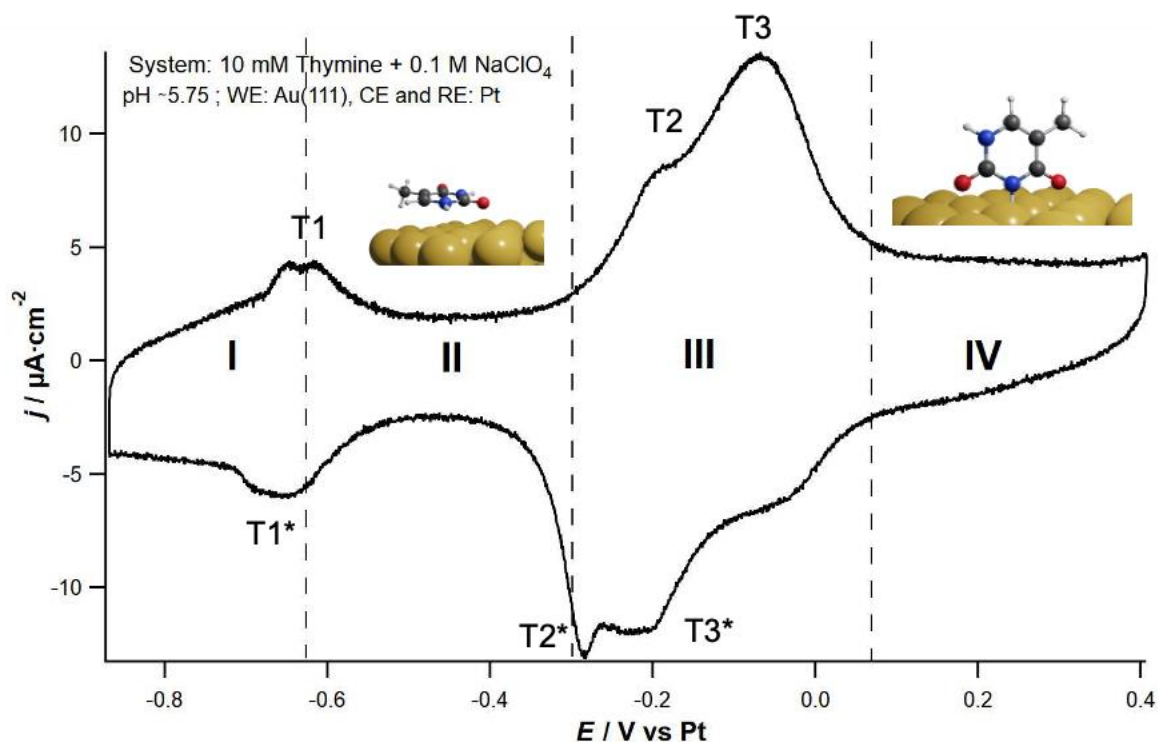 System: 10 mM Thymine + 0.1 M NaClO₄
pH ~5.75 ; WE: Au(111), CE and RE: Pt
T3
T2
T1
10
5
0
-5
-10
j / µA·cm⁻²
I
II
III
IV
T1*
T2*
T3*
-0.8
-0.6
-0.4
-0.2
0.0
0.2
0.4
E / V vs Pt